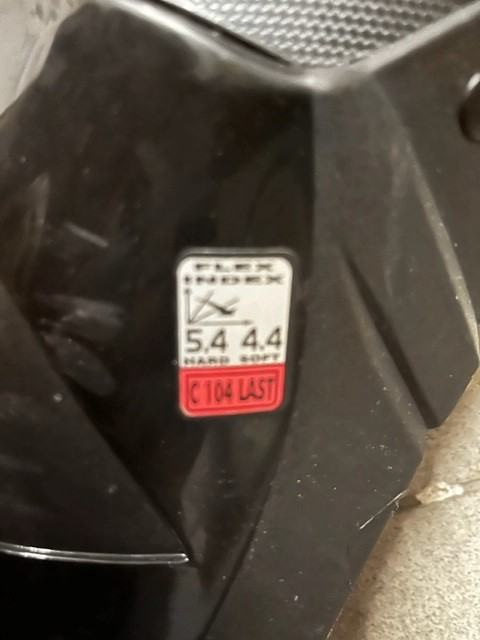 FLEX
INDEX
5,4 4,4
HARD SOFT
C 104 LAST